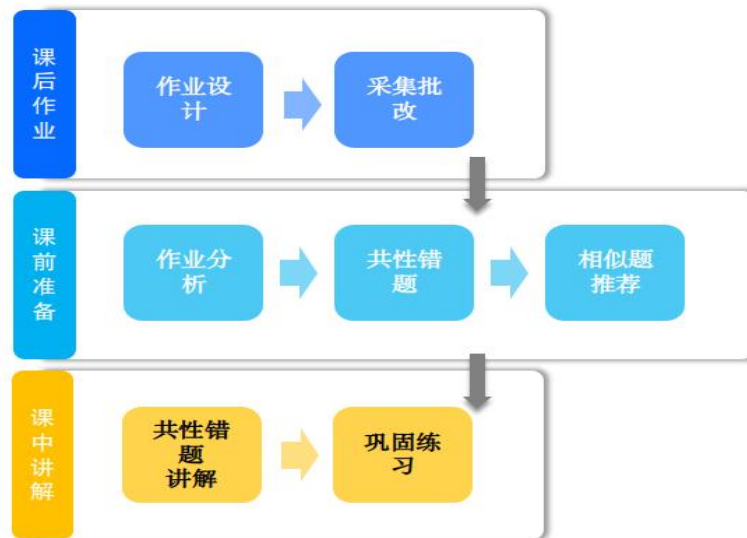 课后作业
作业设
计
采集批
改
课前准备
作业分
析
共性错
题
相似题
推荐
课中讲解
共性错
题
讲解
巩固练
习